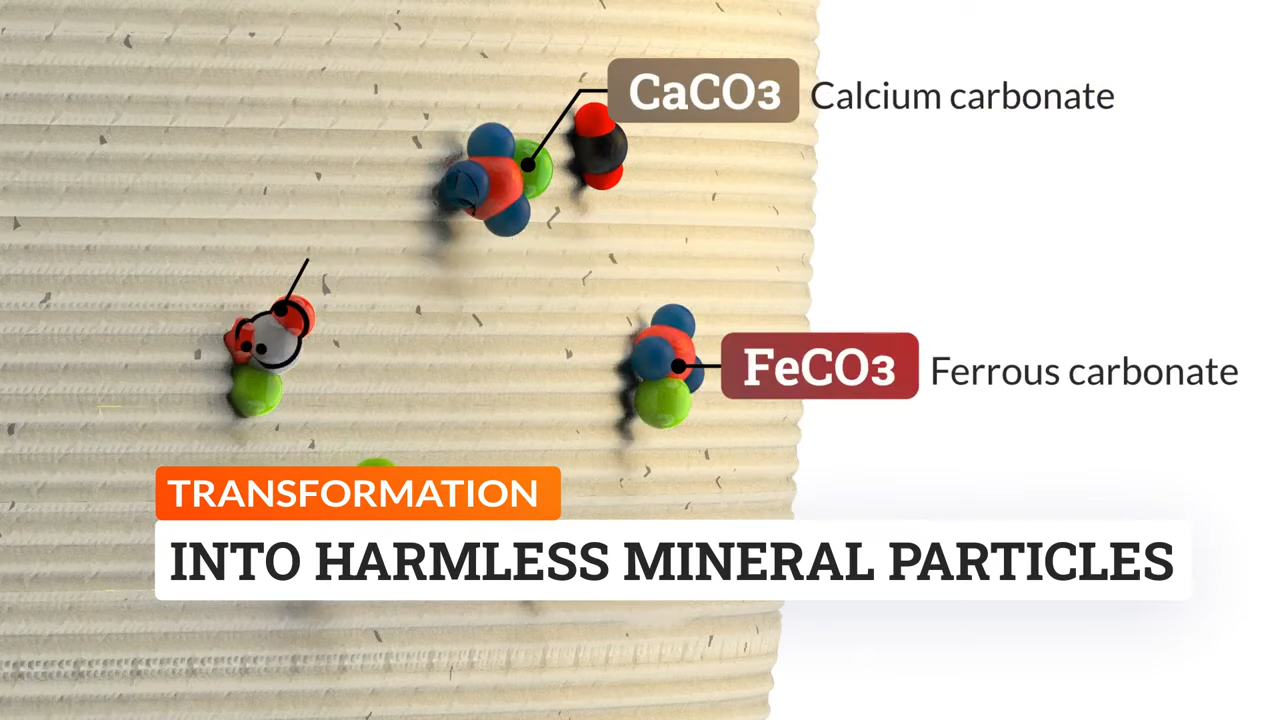 CaCO3 Calcium carbonate
FeCO3 Ferrous carbonate
TRANSFORMATION
INTO HARMLESS MINERAL PARTICLES